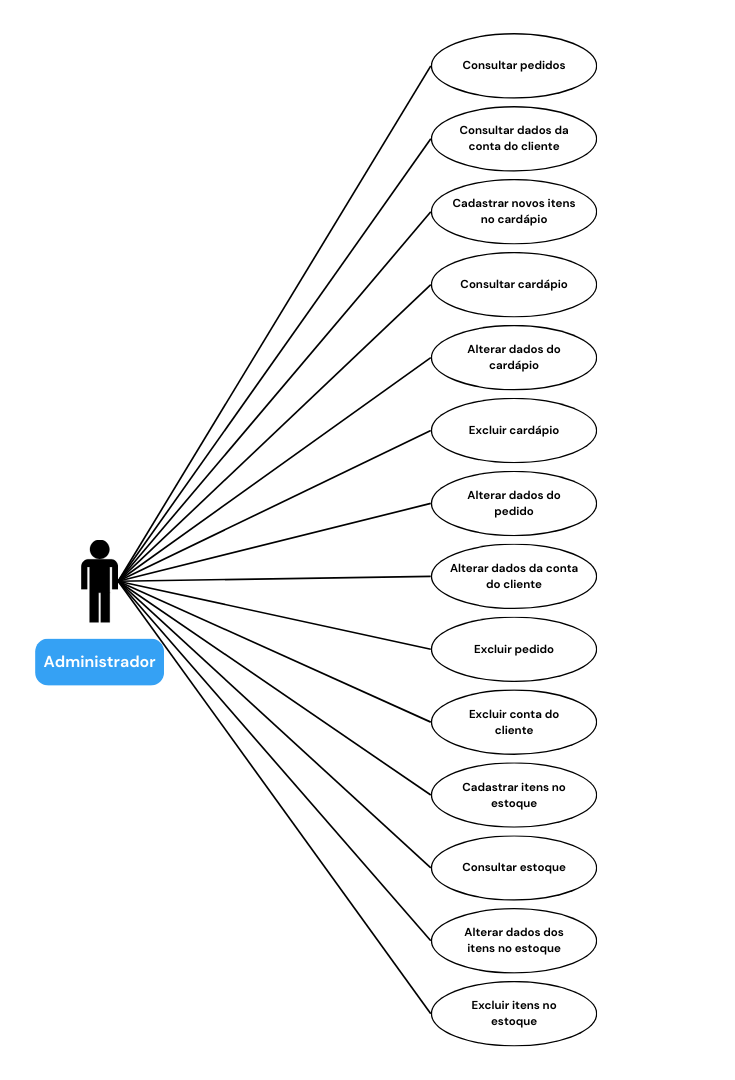 Consultar pedidos
Consultar dados da
conta do cliente
Cadastrar novos itens
no cardápio
Consultar cardápio
Alterar dados do
cardápio
Excluir cardápio
Alterar dados do
pedido
Alterar dados da conta
do cliente
Excluir pedido
Administrador
Excluir conta do
cliente
Cadastrar itens no
estoque
Consultar estoque
Alterar dados dos
itens no estoque
Excluir itens no
estoque